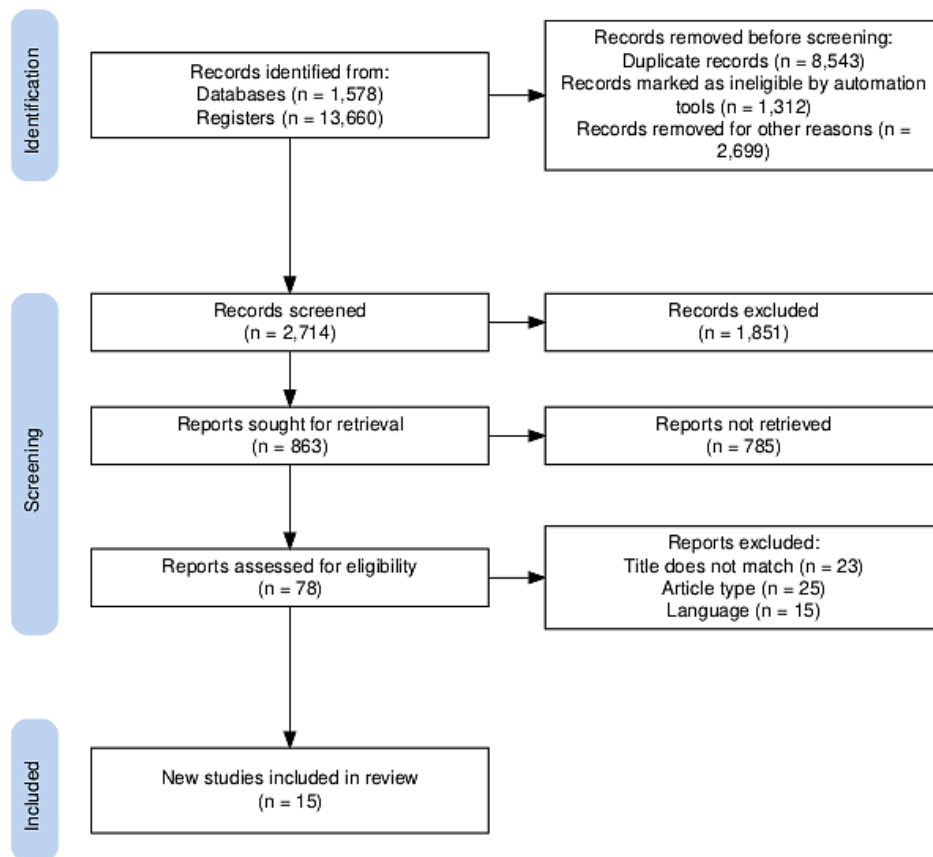 Identification
Records identified from:
Databases (n = 1,578)
Registers (n = 13,660)
Records removed before screening:
Duplicate records (n = 8,543)
Records marked as ineligible by automation
tools (n = 1,312)
Records removed for other reasons (n =
2,699)
Screening
Records screened
(n = 2,714)
Records excluded
(n = 1,851)
Reports sought for retrieval
(n = 863)
Reports not retrieved
(n = 785)
Reports assessed for eligibility
(n = 78)
Reports excluded:
Title does not match (n = 23)
Article type (n = 25)
Language (n = 15)
Included
New studies included in review
(n = 15)